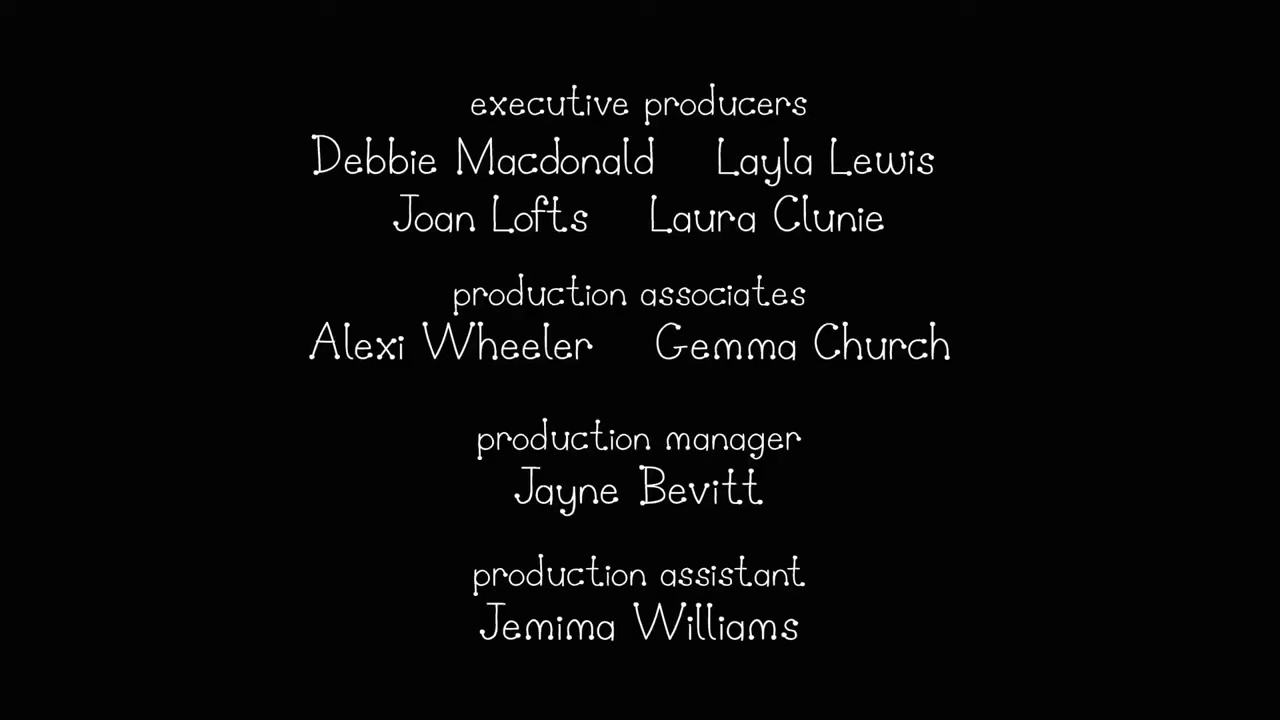 executive producers
Debbie Macdonald Layla Lewis
Joan Lofts Laura Clunie
production associates
Alexi Wheeler Gemma Church
production manager
Jayne Bevitt
production assistant
Jemima Williams